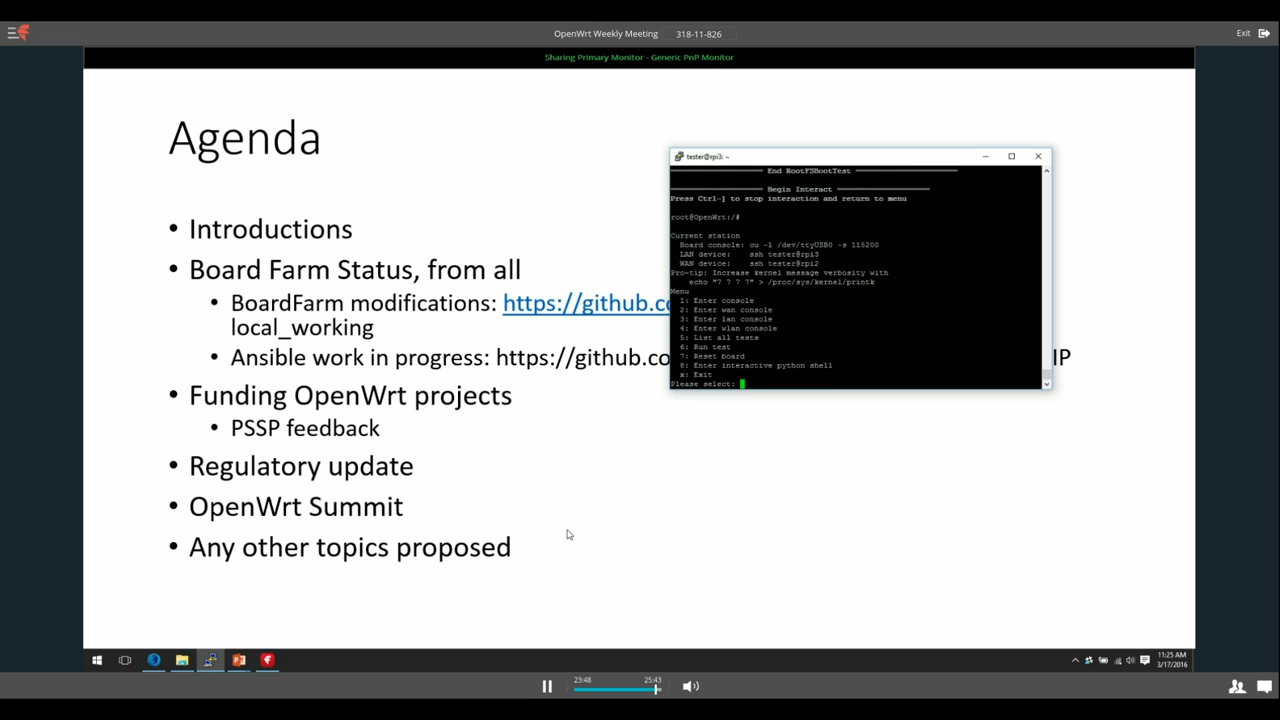 OpenWrt Weekly Meeting 318-11-826
Exit
Sharing Primary Monitor - Generic PnP Monitor
Agenda
• Introductions
• Board Farm Status, from all
• BoardFarm modifications: https://github.co
local_working
• Ansible work in progress: https://github.co
IP
• Funding OpenWrt projects
• PSSP feedback
• Regulatory update
• OpenWrt Summit
• Any other topics proposed
tester@rpi3: ~
End RootFSBootTest
Begin Interact
Press Ctrl-] to stop interaction and return to menu
root@OpenWrt:/#
Current station
Board console: cu -l /dev/ttyUSB0 -s 115200
LAN device: ssh tester@rpi3
WAN device: ssh tester@rpi2
Pro-tip: Increase kernel message verbosity with
echo "7 7 7 7" > /proc/sys/kernel/printk
Menu
1: Enter console
2: Enter wan console
3: Enter lan console
4: Enter wlan console
5: List all tests
6: Run test
7: Reset board
8: Enter interactive python shell
x: Exit
Please select:
11:25 AM
3/17/2016
23:48 25:43